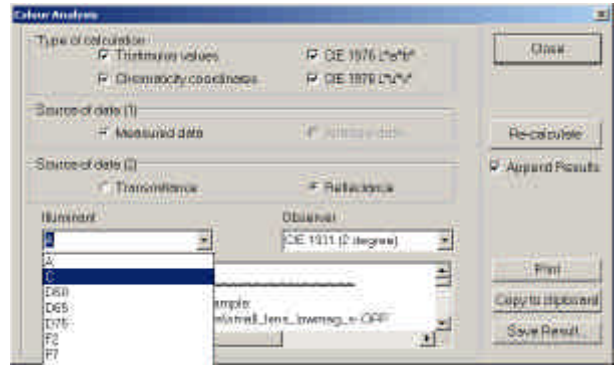 Colour Analysis
Type of calculation
Tristimulus values
CIE 1976 L*a*b*
Close
Chromaticity coordinates
CIE 1976 L*u*v*
Source of data (1)
Measured data
Re-calculate
Source of data (2)
Append Results
Transmittance
Reflectance
Illuminant
Observer
A
CIE 1931 (2 degree)
A
C
Print
D50
D65
ample:
Copy to clipboard
D75
F2
Save Result...
F7